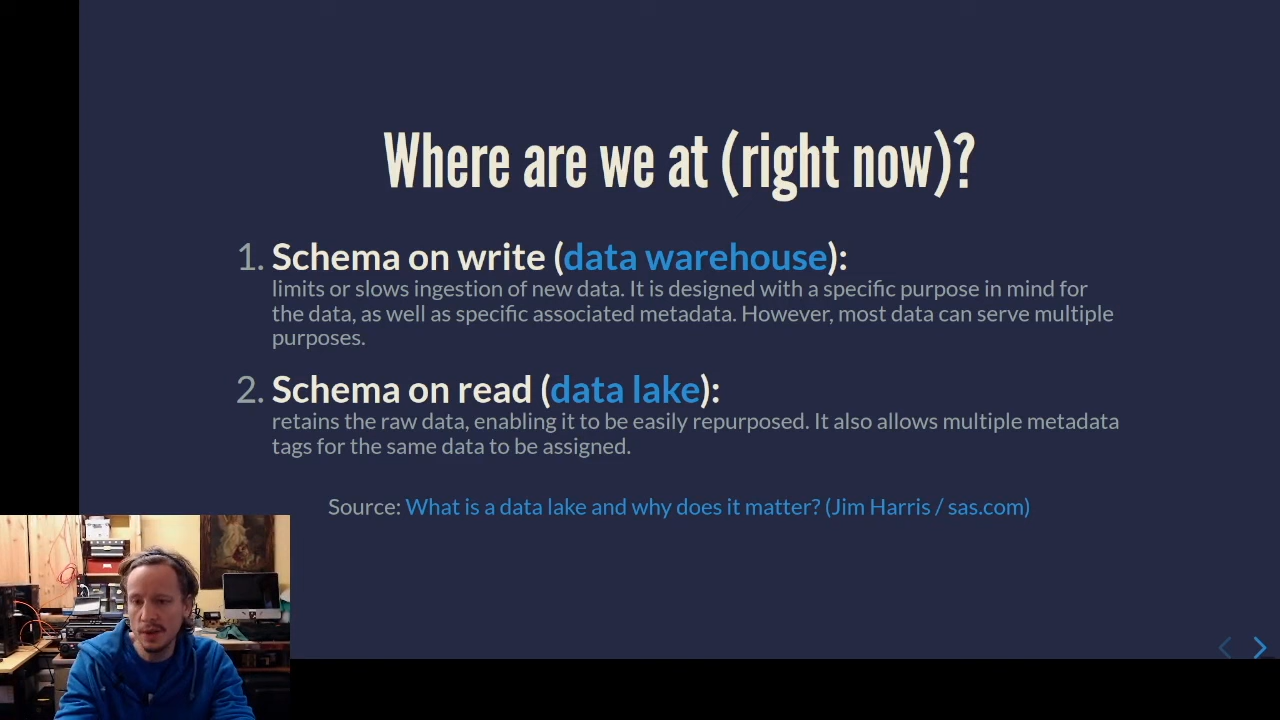 Where are we at (right now)?
1. Schema on write (data warehouse):
limits or slows ingestion of new data. It is designed with a specific purpose in mind for
the data, as well as specific associated metadata. However, most data can serve multiple
purposes.
2. Schema on read (data lake):
retains the raw data, enabling it to be easily repurposed. It also allows multiple metadata
tags for the same data to be assigned.
Source: What is a data lake and why does it matter? (Jim Harris / sas.com)